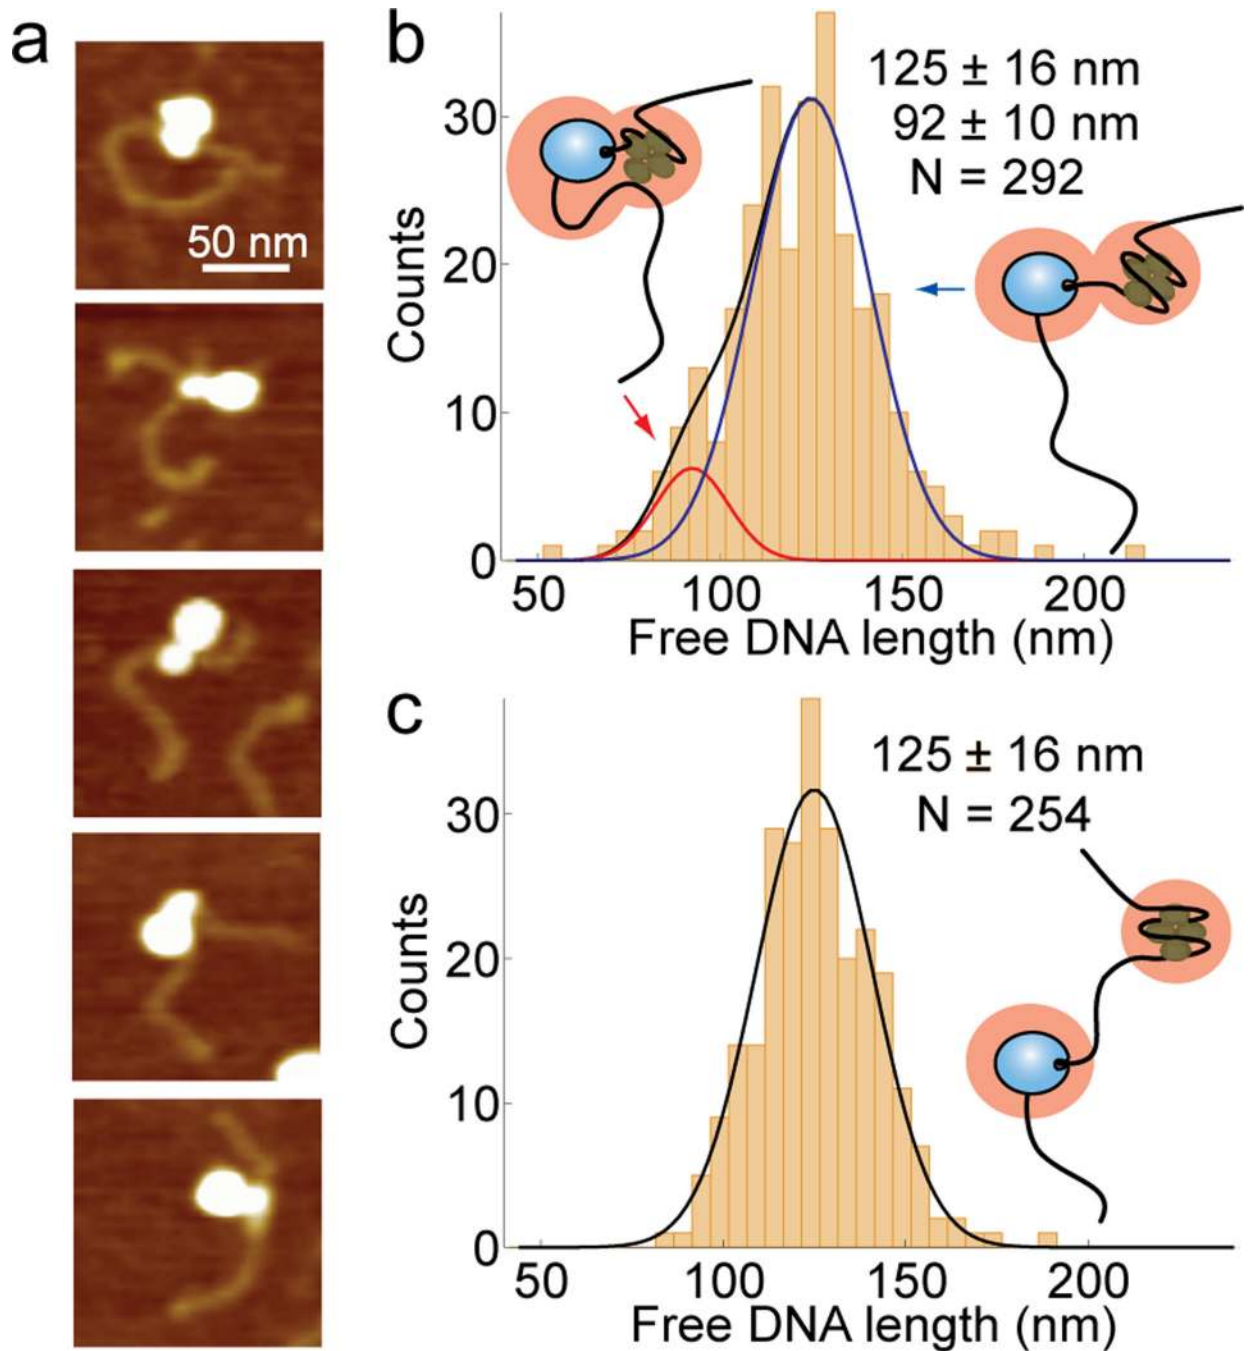 a
50 nm
b
125 ± 16 nm
92 ± 10 nm
N = 292
Counts
30
20
10
0
50 100 150 200
Free DNA length (nm)
c
125 ± 16 nm
N = 254
Counts
30
20
10
0
50 100 150 200
Free DNA length (nm)